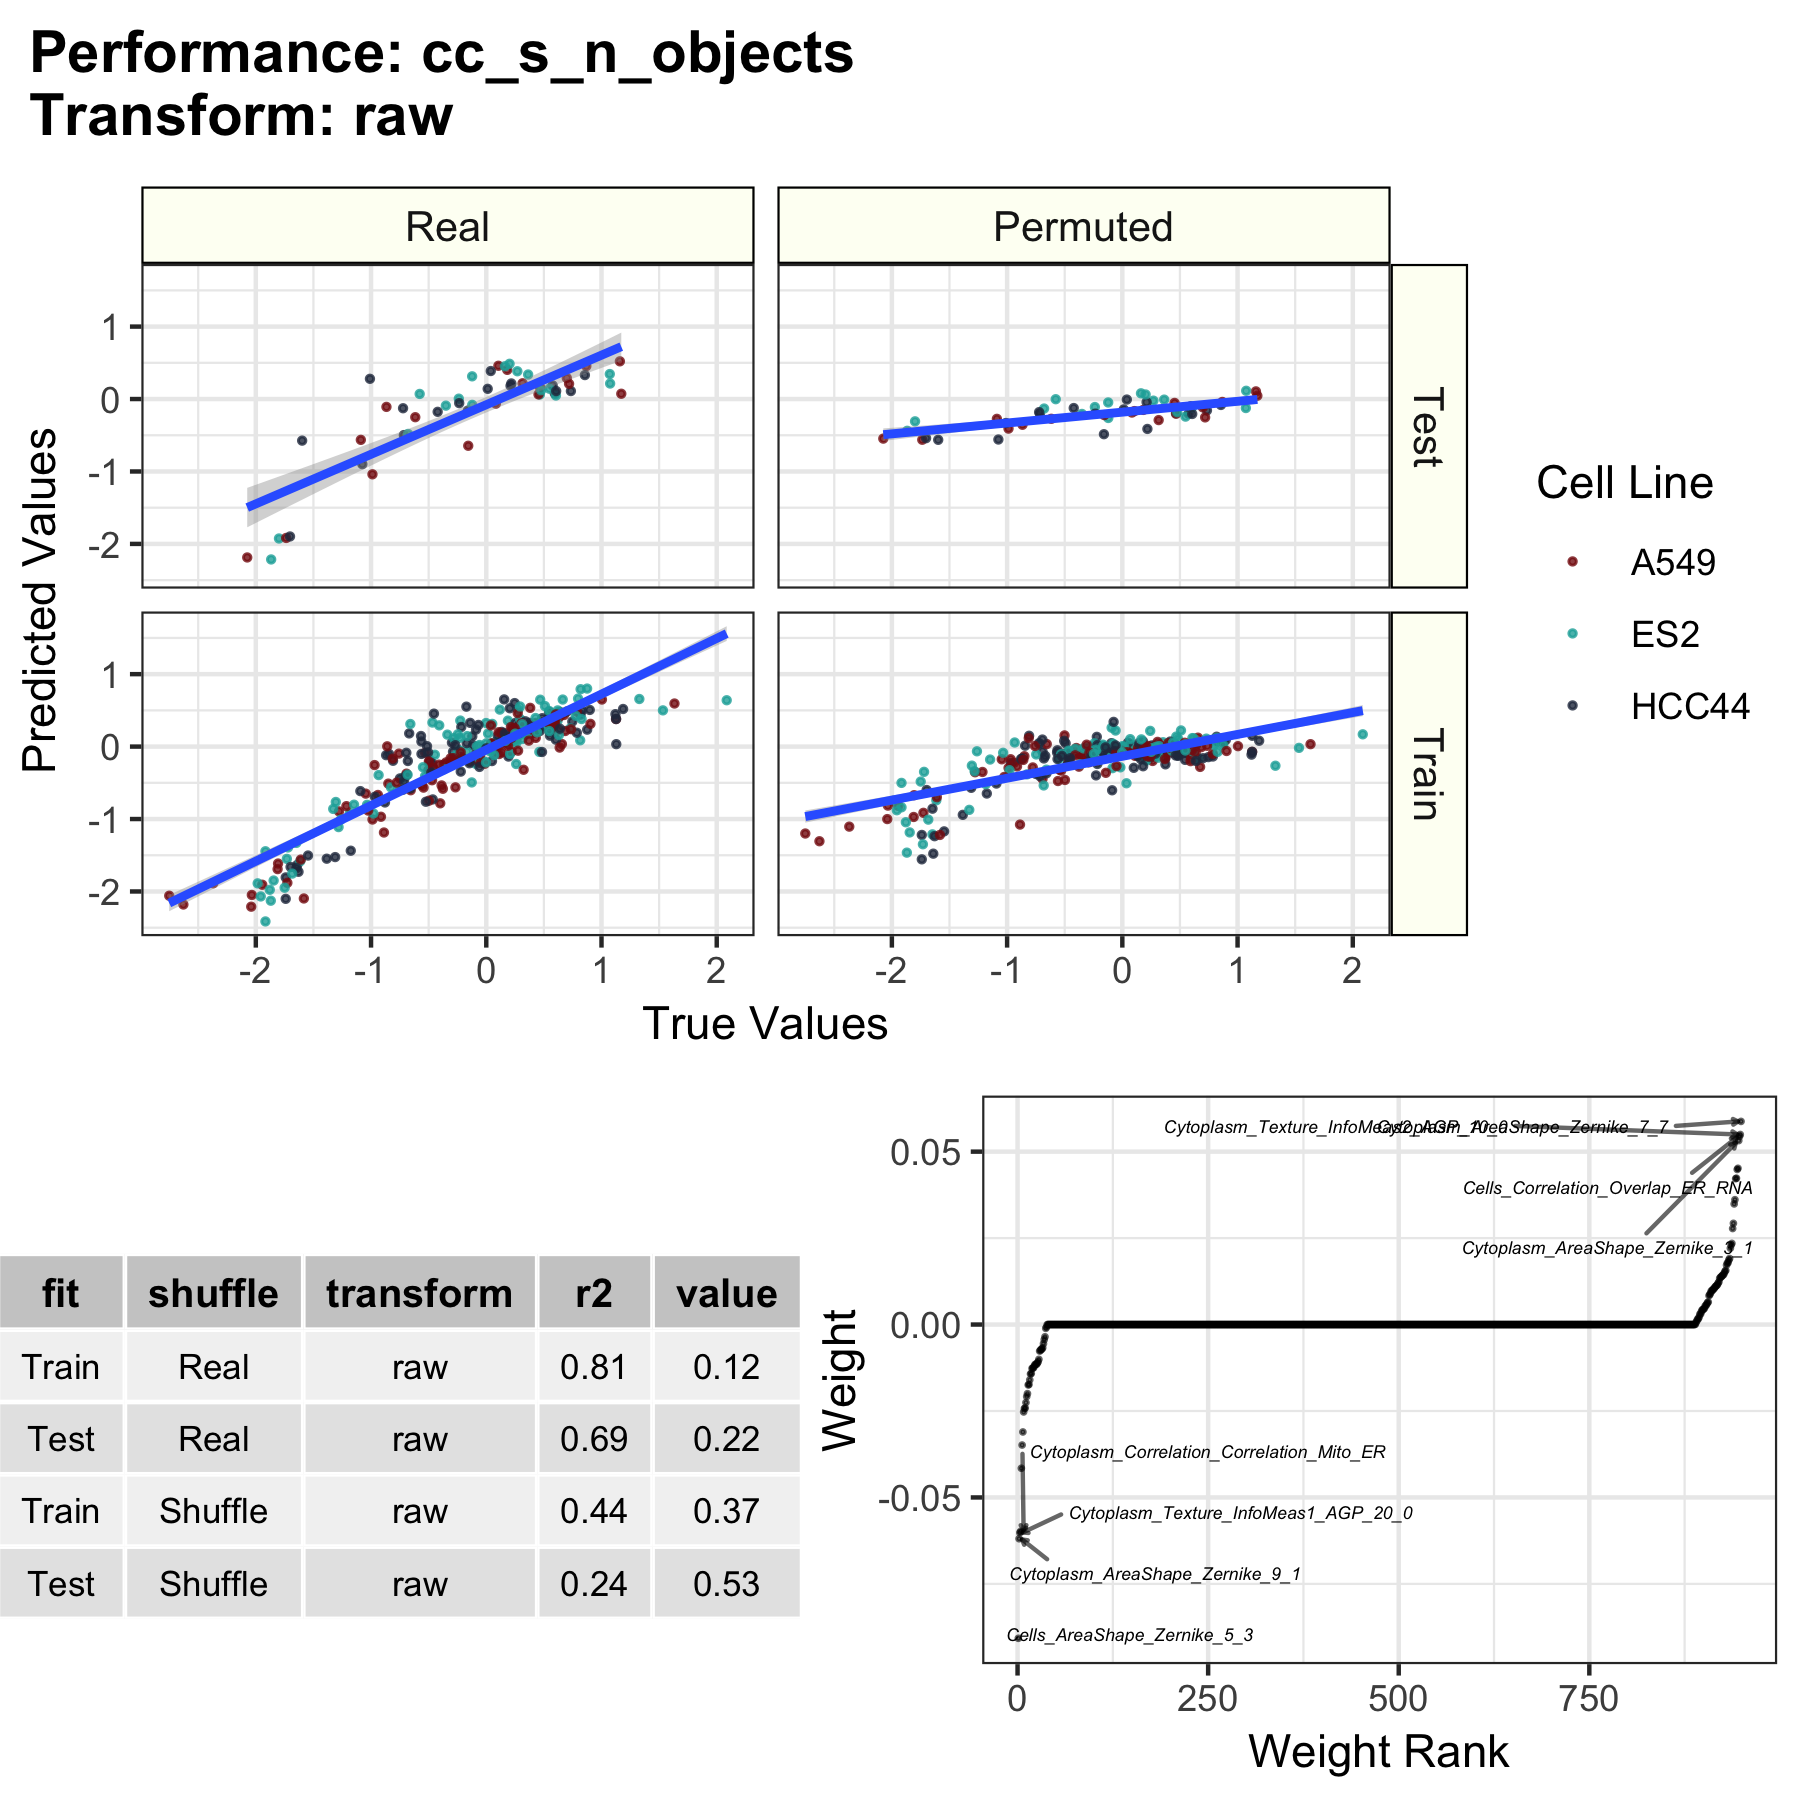 Performance: cc_s_n_objects
Transform: raw
Real
Permuted
1
0
-1
-2
Test
1
0
-1
-2
Train
-2
-1
0
1
2
-2
-1
0
1
2
True Values
Predicted Values
Cell Line
A549
ES2
HCC44
fit shuffle transform r2 value
Train Real raw 0.81 0.12
Test Real raw 0.69 0.22
Train Shuffle raw 0.44 0.37
Test Shuffle raw 0.24 0.53
Weight
0.05
0.00
-0.05
Cytoplasm_Texture_InfoMeas2_AGP_10_0
Cytoplasm_AreaShape_Zernike_7_7
Cells_Correlation_Overlap_ER_RNA
Cytoplasm_AreaShape_Zernike_3_1
Cytoplasm_Correlation_Correlation_Mito_ER
Cytoplasm_Texture_InfoMeas1_AGP_20_0
Cytoplasm_AreaShape_Zernike_9_1
Cells_AreaShape_Zernike_5_3
0
250
500
750
Weight Rank